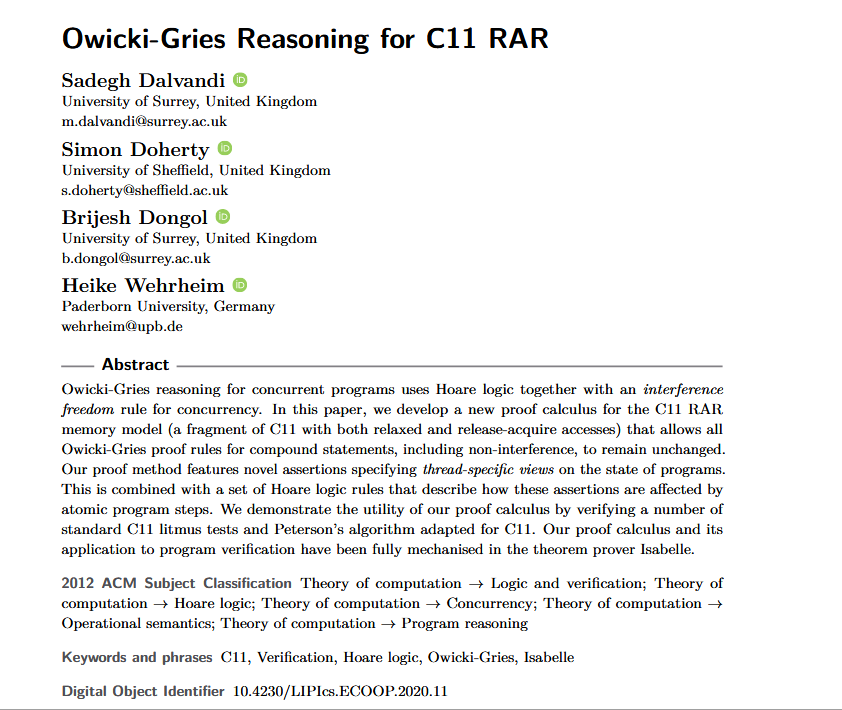 Owicki-Gries Reasoning for C11 RAR
Sadegh Dalvandi iD
University of Surrey, United Kingdom
m.dalvandi@surrey.ac.uk
Simon Doherty iD
University of Sheffield, United Kingdom
s.doherty@sheffield.ac.uk
Brijesh Dongol iD
University of Surrey, United Kingdom
b.dongol@surrey.ac.uk
Heike Wehrheim iD
Paderborn University, Germany
wehrheim@upb.de
Abstract
Owicki-Gries reasoning for concurrent programs uses Hoare logic together with an interference
freedom rule for concurrency. In this paper, we develop a new proof calculus for the C11 RAR
memory model (a fragment of C11 with both relaxed and release-acquire accesses) that allows all
Owicki-Gries proof rules for compound statements, including non-interference, to remain unchanged.
Our proof method features novel assertions specifying thread-specific views on the state of programs.
This is combined with a set of Hoare logic rules that describe how these assertions are affected by
atomic program steps. We demonstrate the utility of our proof calculus by verifying a number of
standard C11 litmus tests and Peterson's algorithm adapted for C11. Our proof calculus and its
application to program verification have been fully mechanised in the theorem prover Isabelle.
2012 ACM Subject Classification Theory of computation → Logic and verification; Theory of
computation → Hoare logic; Theory of computation → Concurrency; Theory of computation →
Operational semantics; Theory of computation → Program reasoning
Keywords and phrases C11, Verification, Hoare logic, Owicki-Gries, Isabelle
Digital Object Identifier 10.4230/LIPIcs.ECOOP.2020.11